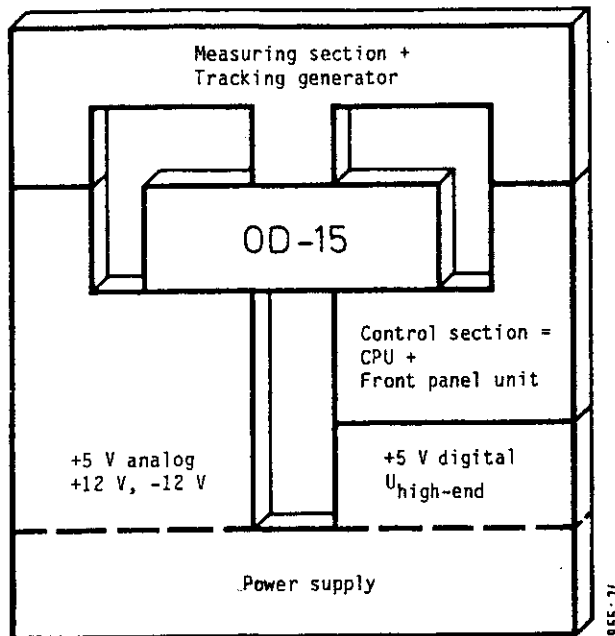 Measuring section +
Tracking generator
OD-15
Control section =
CPU +
Front panel unit
+5 V analog
+12 V, -12 V
+5 V digital
Uhigh-end
Power supply